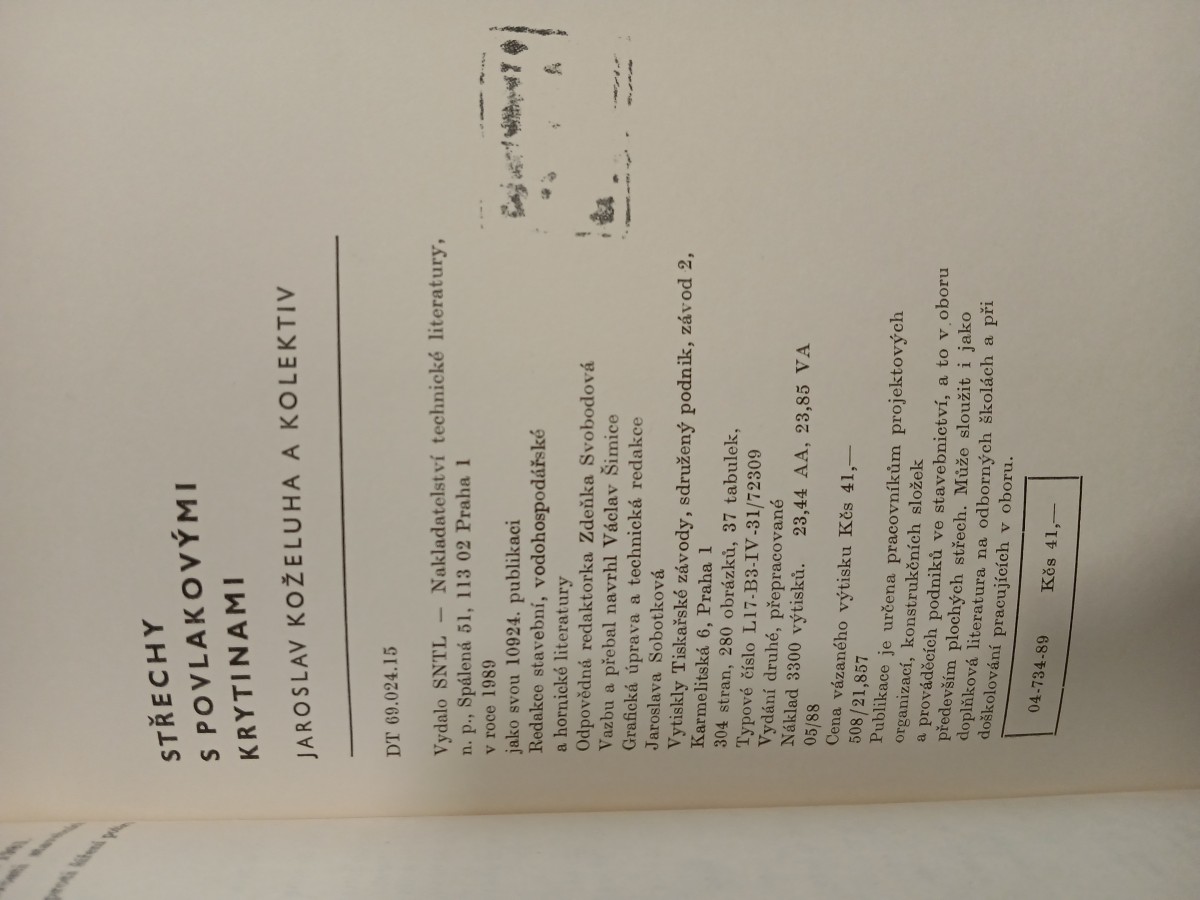 STŘECHY
S POVLAKOVÝMI
KRYTINAMI
JAROSLAV KOŽELUHA A KOLEKTIV
DT 69.024.15
Vydalo SNTL — Nakladatelství technické literatury,
n. p., Spálená 51, 113 02 Praha 1
v roce 1989
jako svou 10924. publikaci
Redakce stavební, vodohospodářské
a hornické literatury
Odpovědná redaktorka Zdeňka Svobodová
Vazbu a přebal navrhl Václav Šimice
Grafická úprava a technická redakce
Jaroslava Sobotková
Vytiskly Tiskařské závody, sdružený podnik, závod 2,
Karmelitská 6, Praha 1
304 stran, 280 obrázků, 37 tabulek,
Typové číslo L17-B3-IV-31/72309
Vydání druhé, přepracované
Náklad 3300 výtisků. 23,44 AA, 23,85 VA
05/88
Cena vázaného výtisku Kčs 41,—
508/21,857
Publikace je určena pracovníkům projektových
organizací, konstrukčních složek
a prováděcích podniků ve stavebnictví, a to v oboru
především plochých střech. Může sloužit i jako
doplňková literatura na odborných školách a při
doškolování pracujících v oboru.
04-734-89 Kčs 41,—